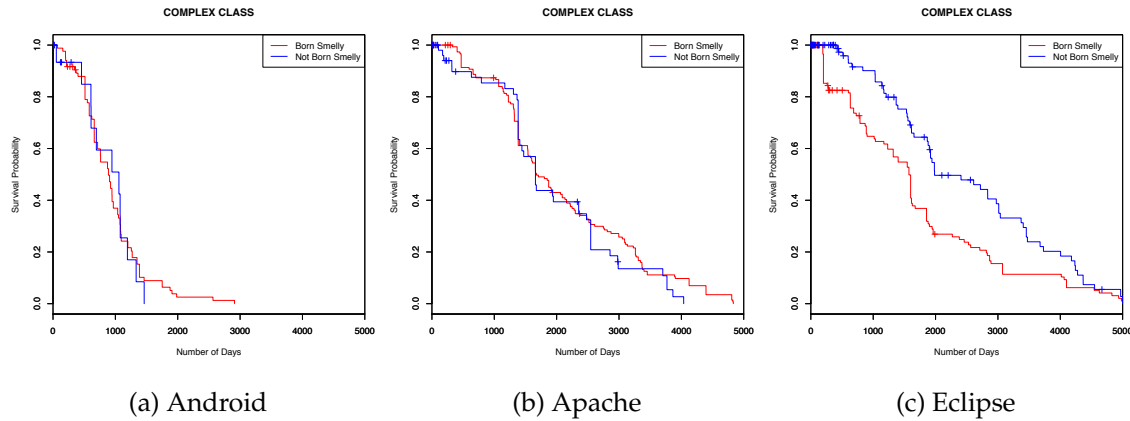 COMPLEX CLASS
Born Smelly
Not Born Smelly
Survival Probability
1.0
0.8
0.6
0.4
0.2
0.0
0 1000 2000 3000 4000 5000
Number of Days
(a) Android
COMPLEX CLASS
Born Smelly
Not Born Smelly
Survival Probability
1.0
0.8
0.6
0.4
0.2
0.0
0 1000 2000 3000 4000 5000
Number of Days
(b) Apache
COMPLEX CLASS
Born Smelly
Not Born Smelly
Survival Probability
1.0
0.8
0.6
0.4
0.2
0.0
0 1000 2000 3000 4000 5000
Number of Days
(c) Eclipse